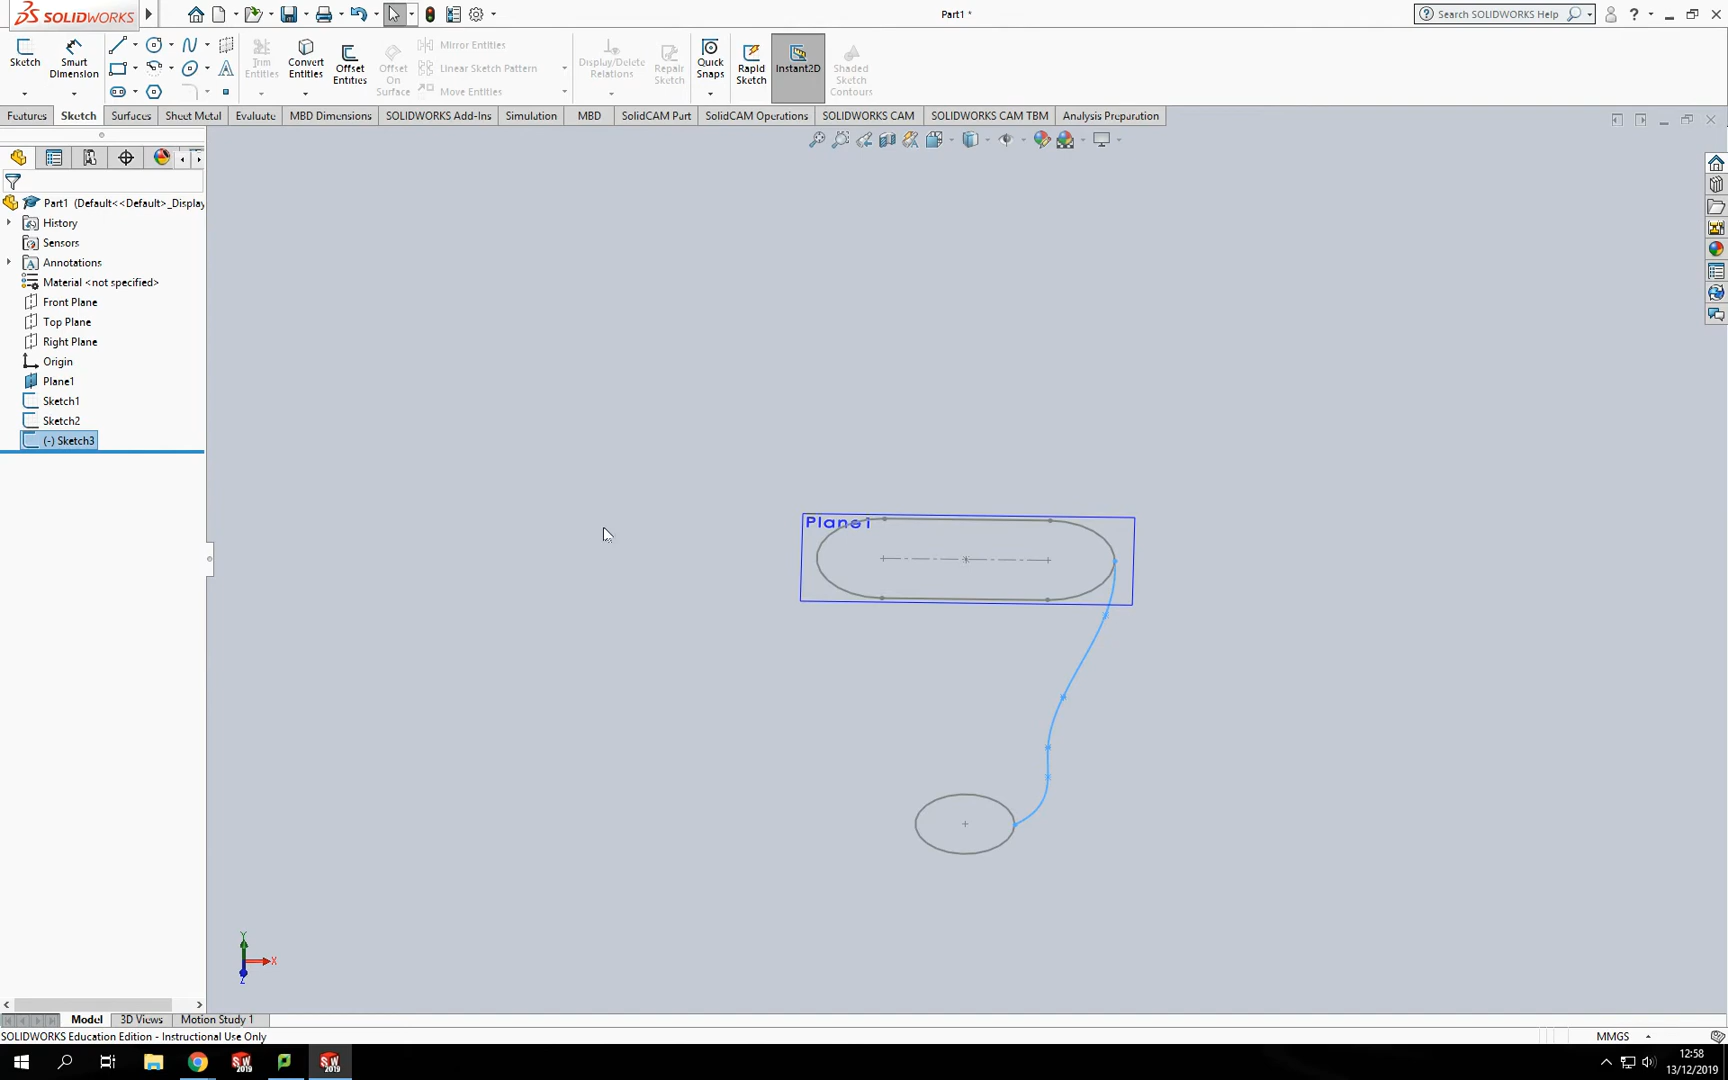 SOLIDWORKS
Part1 *
Search SOLIDWORKS Help
Sketch
Smart Dimension
Trim Entities
Convert Entities
Offset Entities
Offset On Surface
Mirror Entities
Linear Sketch Pattern
Move Entities
Display/Delete Relations
Repair Sketch
Quick Snaps
Rapid Sketch
Instant2D
Shaded Sketch Contours
Features
Sketch
Surfaces
Sheet Metal
Evaluate
MBD Dimensions
SOLIDWORKS Add-Ins
Simulation
MBD
SolidCAM Part
SolidCAM Operations
SOLIDWORKS CAM
SOLIDWORKS CAM TBM
Analysis Preparation
Part1 (Default<<Default>_Display
History
Sensors
Annotations
Material <not specified>
Front Plane
Top Plane
Right Plane
Origin
Plane1
Sketch1
Sketch2
(-) Sketch3
Plane1
Y
X
Z
Model
3D Views
Motion Study 1
SOLIDWORKS Education Edition - Instructional Use Only
MMGS
SW
2019
SW
2019
12:58
13/12/2019